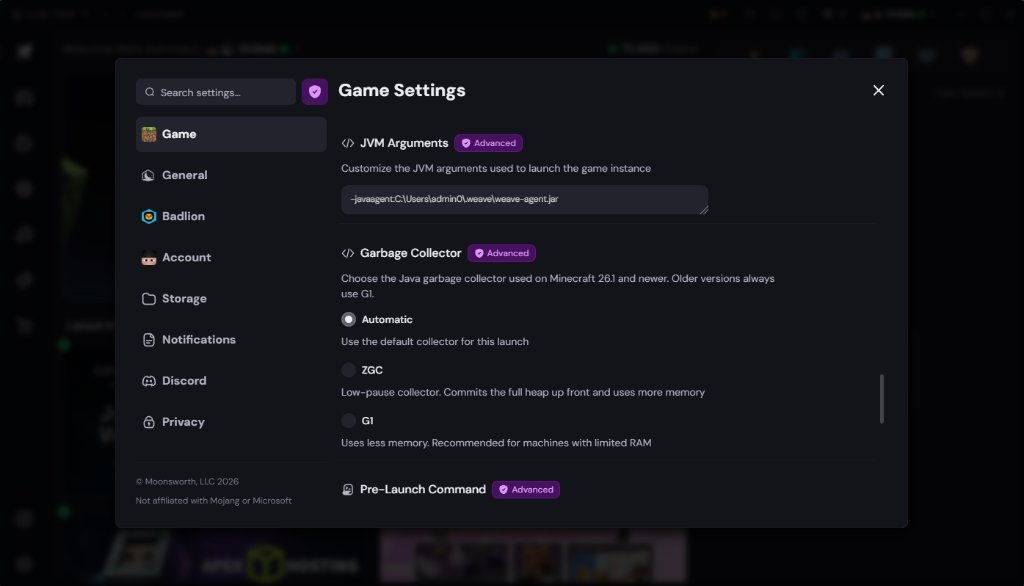 Search settings...
Game Settings
Game
General
Badlion
Account
Storage
Notifications
Discord
Privacy
© Moonsworth, LLC 2026
Not affiliated with Mojang or Microsoft
JVM Arguments Advanced
Customize the JVM arguments used to launch the game instance
-javaagent:C:\Users\admin0\.weave\weave-agent.jar
Garbage Collector Advanced
Choose the Java garbage collector used on Minecraft 26.1 and newer. Older versions always
use G1.
Automatic
Use the default collector for this launch
ZGC
Low-pause collector. Commits the full heap up front and uses more memory
G1
Uses less memory. Recommended for machines with limited RAM
Pre-Launch Command Advanced